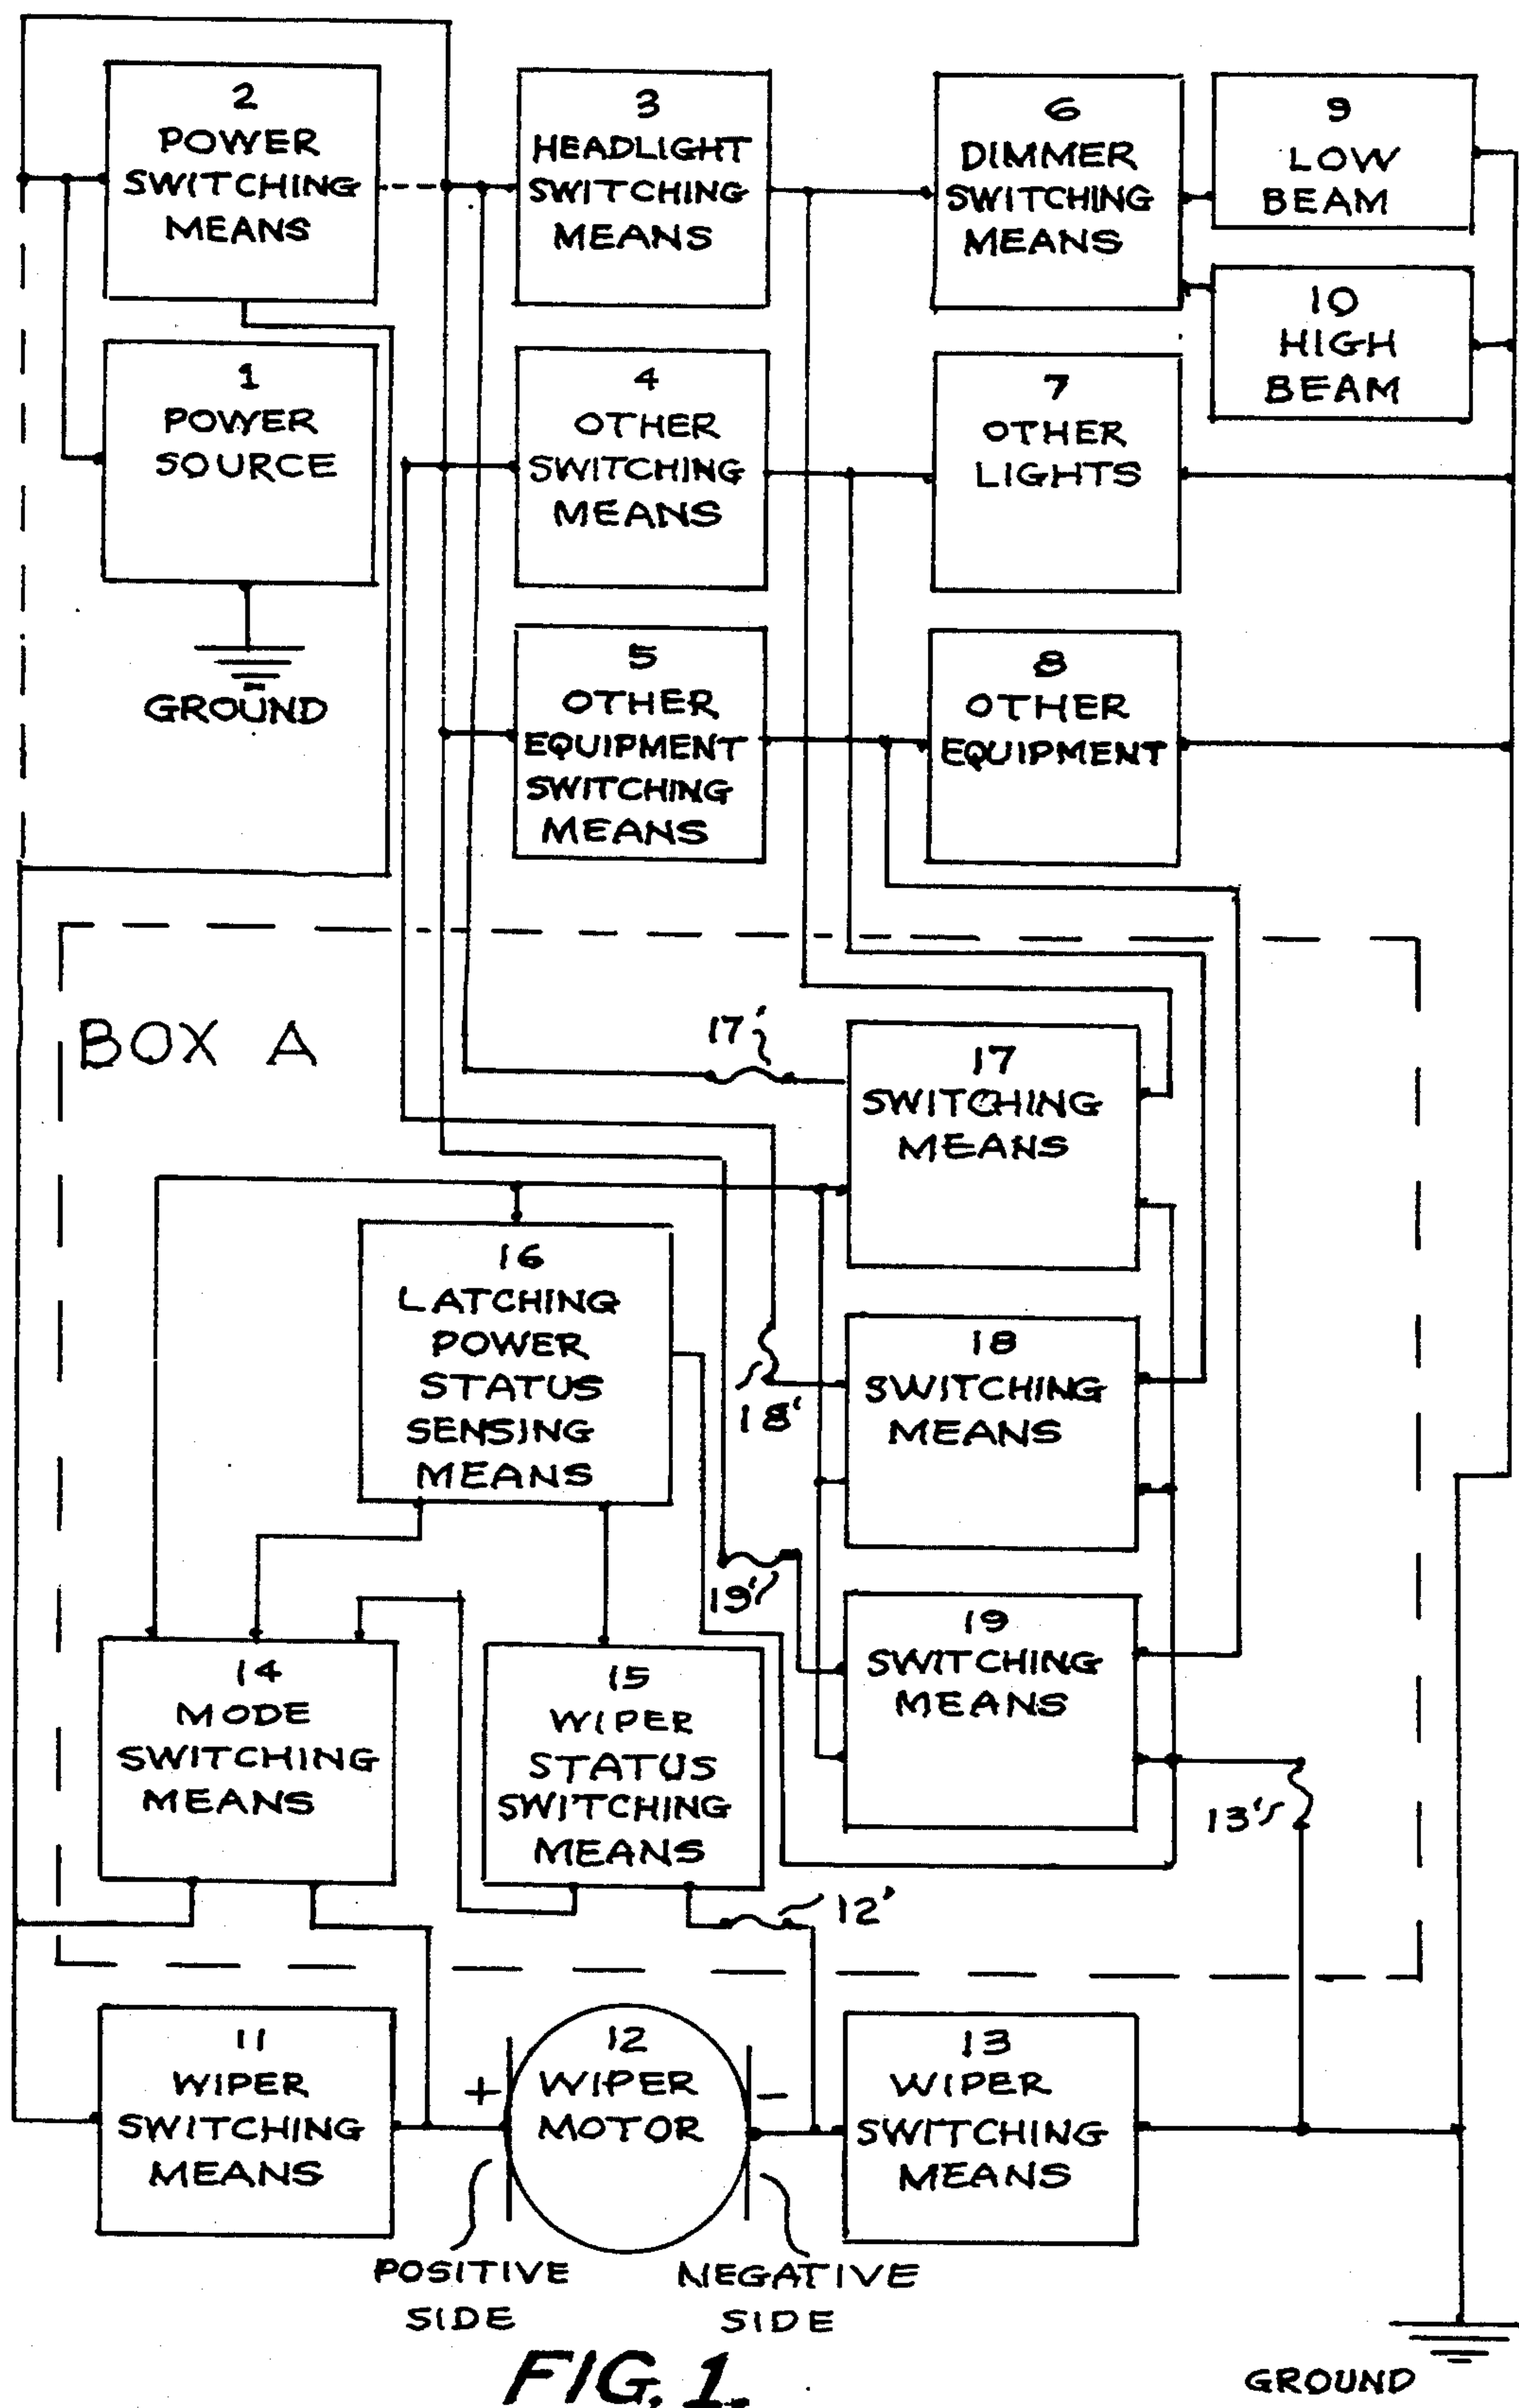 2
POWER
SWITCHING
MEANS
3
HEADLIGHT
SWITCHING
MEANS
6
DIMMER
SWITCHING
MEANS
9
LOW
BEAM
10
HIGH
BEAM
1
POWER
SOURCE
GROUND
4
OTHER
SWITCHING
MEANS
7
OTHER
LIGHTS
5
OTHER
EQUIPMENT
SWITCHING
MEANS
8
OTHER
EQUIPMENT
BOX A
17'
17
SWITCHING
MEANS
16
LATCHING
POWER
STATUS
SENSING
MEANS
18'
18
SWITCHING
MEANS
19'
19
SWITCHING
MEANS
14
MODE
SWITCHING
MEANS
15
WIPER
STATUS
SWITCHING
MEANS
13'
12'
11
WIPER
SWITCHING
MEANS
+
12
WIPER
MOTOR
−
13
WIPER
SWITCHING
MEANS
POSITIVE
SIDE
NEGATIVE
SIDE
GROUND
FIG. 1.